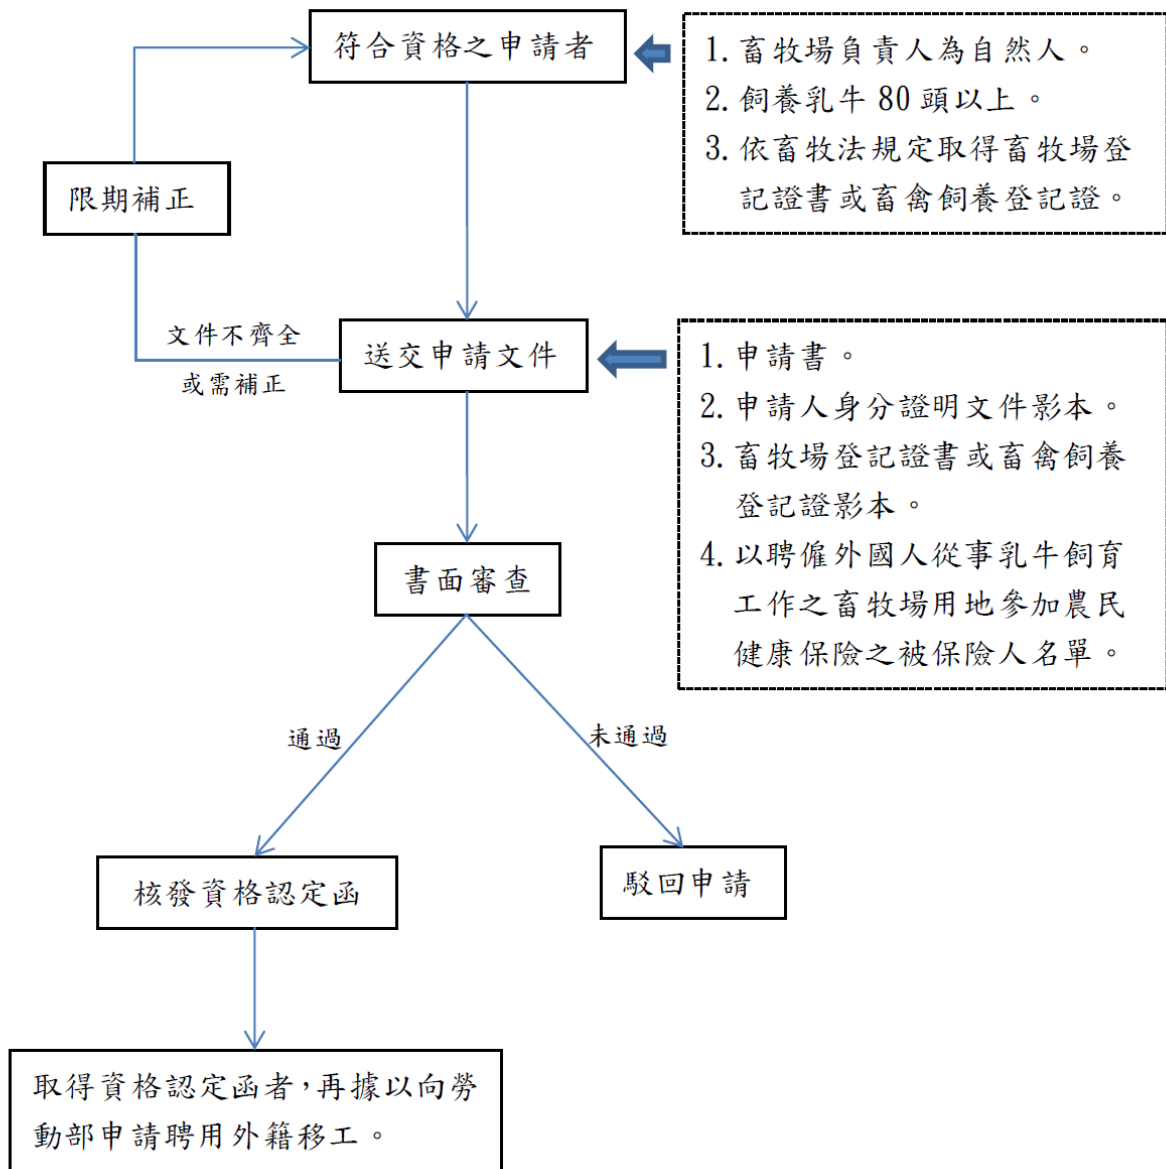 符合資格之申請者
1. 畜牧場負責人為自然人。
2. 飼養乳牛 80 頭以上。
3. 依畜牧法規定取得畜牧場登
記證書或畜禽飼養登記證。
限期補正
文件不齊全
或需補正
送交申請文件
1. 申請書。
2. 申請人身分證明文件影本。
3. 畜牧場登記證書或畜禽飼養
登記證影本。
4. 以聘僱外國人從事乳牛飼育
工作之畜牧場用地參加農民
健康保險之被保險人名單。
書面審查
通過
未通過
核發資格認定函
駁回申請
取得資格認定函者，再據以向勞
動部申請聘用外籍移工。